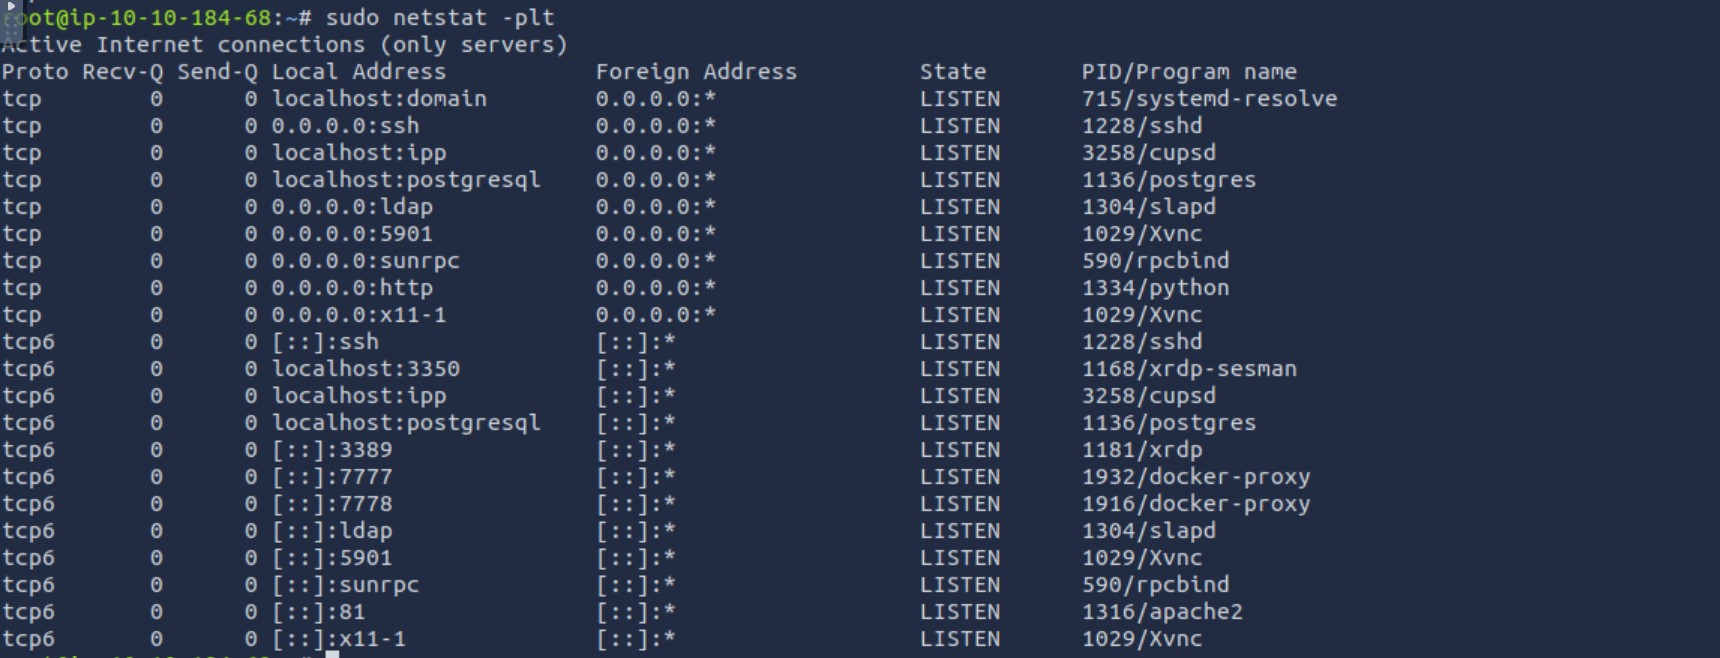 root@ip-10-10-184-68:~# sudo netstat -plt
Active Internet connections (only servers)
Proto Recv-Q Send-Q Local Address           Foreign Address         State       PID/Program name
tcp        0      0 localhost:domain        0.0.0.0:*               LISTEN      715/systemd-resolve
tcp        0      0 0.0.0.0:ssh             0.0.0.0:*               LISTEN      1228/sshd
tcp        0      0 localhost:ipp           0.0.0.0:*               LISTEN      3258/cupsd
tcp        0      0 localhost:postgresql    0.0.0.0:*               LISTEN      1136/postgres
tcp        0      0 0.0.0.0:ldap            0.0.0.0:*               LISTEN      1304/slapd
tcp        0      0 0.0.0.0:5901            0.0.0.0:*               LISTEN      1029/Xvnc
tcp        0      0 0.0.0.0:sunrpc          0.0.0.0:*               LISTEN      590/rpcbind
tcp        0      0 0.0.0.0:http            0.0.0.0:*               LISTEN      1334/python
tcp        0      0 0.0.0.0:x11-1           0.0.0.0:*               LISTEN      1029/Xvnc
tcp6       0      0 [::]:ssh                [::]:*                  LISTEN      1228/sshd
tcp6       0      0 localhost:3350          [::]:*                  LISTEN      1168/xrdp-sesman
tcp6       0      0 localhost:ipp           [::]:*                  LISTEN      3258/cupsd
tcp6       0      0 localhost:postgresql    [::]:*                  LISTEN      1136/postgres
tcp6       0      0 [::]:3389               [::]:*                  LISTEN      1181/xrdp
tcp6       0      0 [::]:7777               [::]:*                  LISTEN      1932/docker-proxy
tcp6       0      0 [::]:7778               [::]:*                  LISTEN      1916/docker-proxy
tcp6       0      0 [::]:ldap               [::]:*                  LISTEN      1304/slapd
tcp6       0      0 [::]:5901               [::]:*                  LISTEN      1029/Xvnc
tcp6       0      0 [::]:sunrpc             [::]:*                  LISTEN      590/rpcbind
tcp6       0      0 [::]:81                 [::]:*                  LISTEN      1316/apache2
tcp6       0      0 [::]:x11-1              [::]:*                  LISTEN      1029/Xvnc